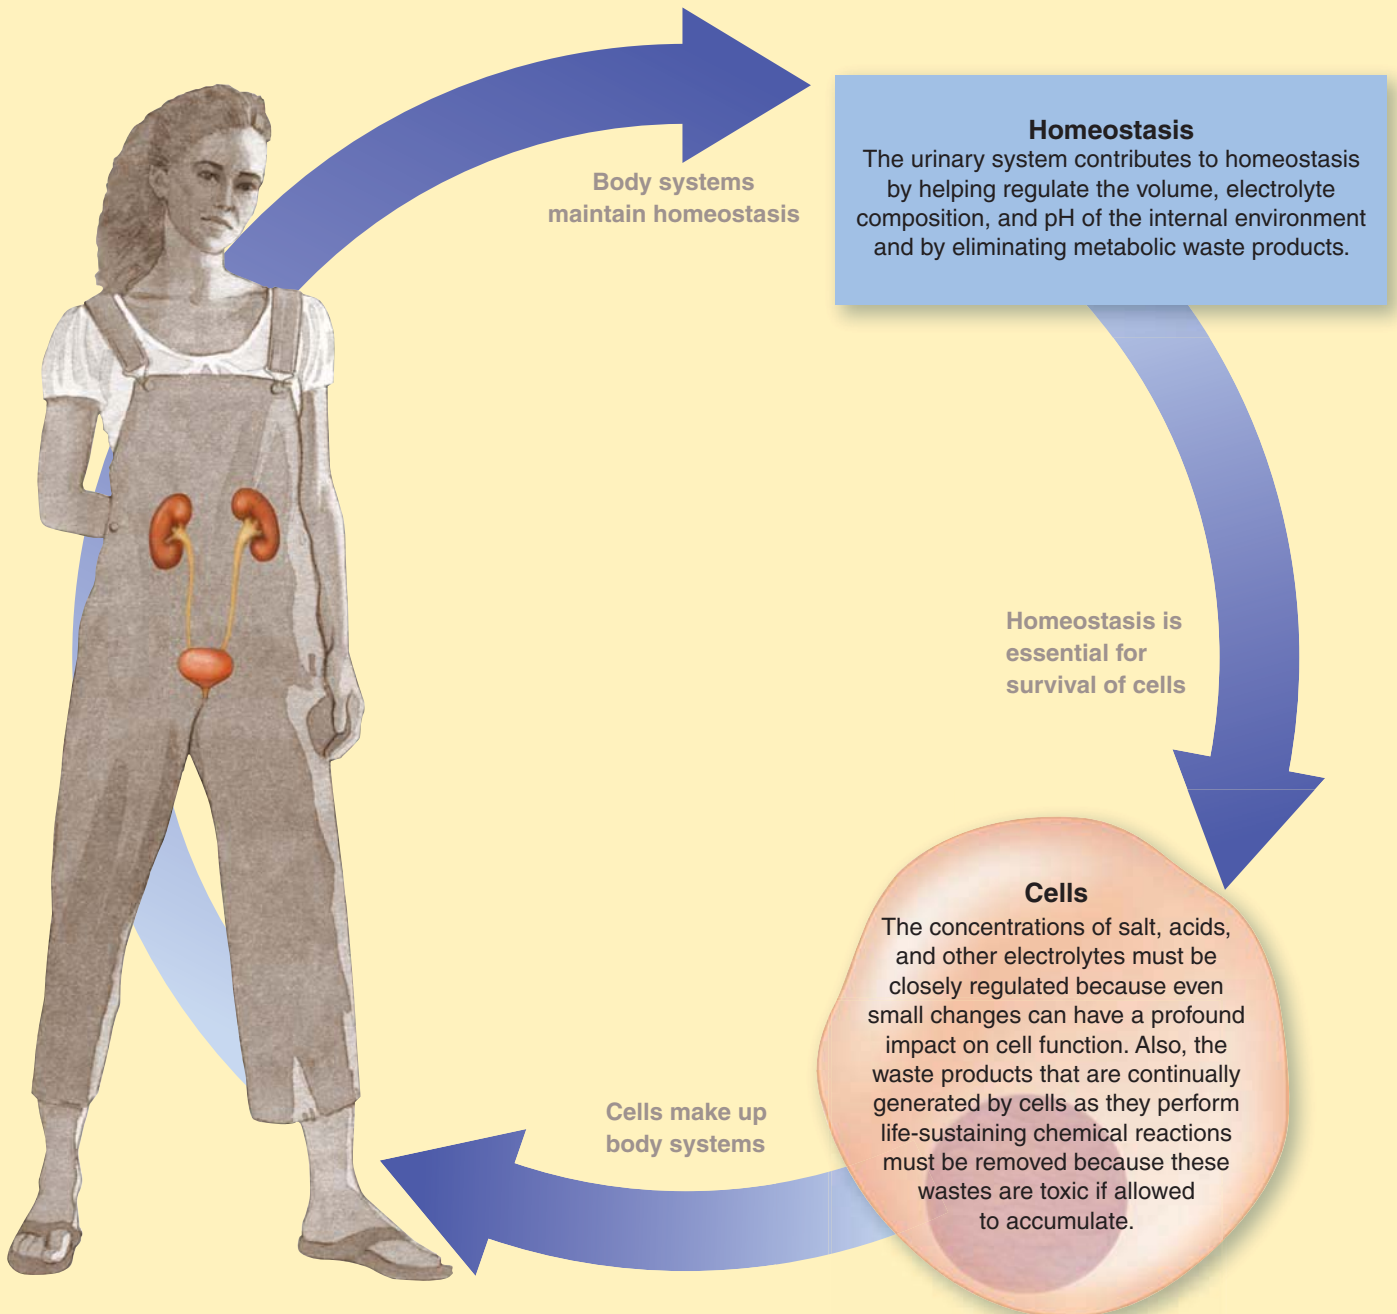 Body systems
maintain homeostasis
Homeostasis
The urinary system contributes to homeostasis
by helping regulate the volume, electrolyte
composition, and pH of the internal environment
and by eliminating metabolic waste products.
Homeostasis is
essential for
survival of cells
Cells
The concentrations of salt, acids,
and other electrolytes must be
closely regulated because even
small changes can have a profound
impact on cell function. Also, the
waste products that are continually
generated by cells as they perform
life-sustaining chemical reactions
must be removed because these
wastes are toxic if allowed
to accumulate.
Cells make up
body systems